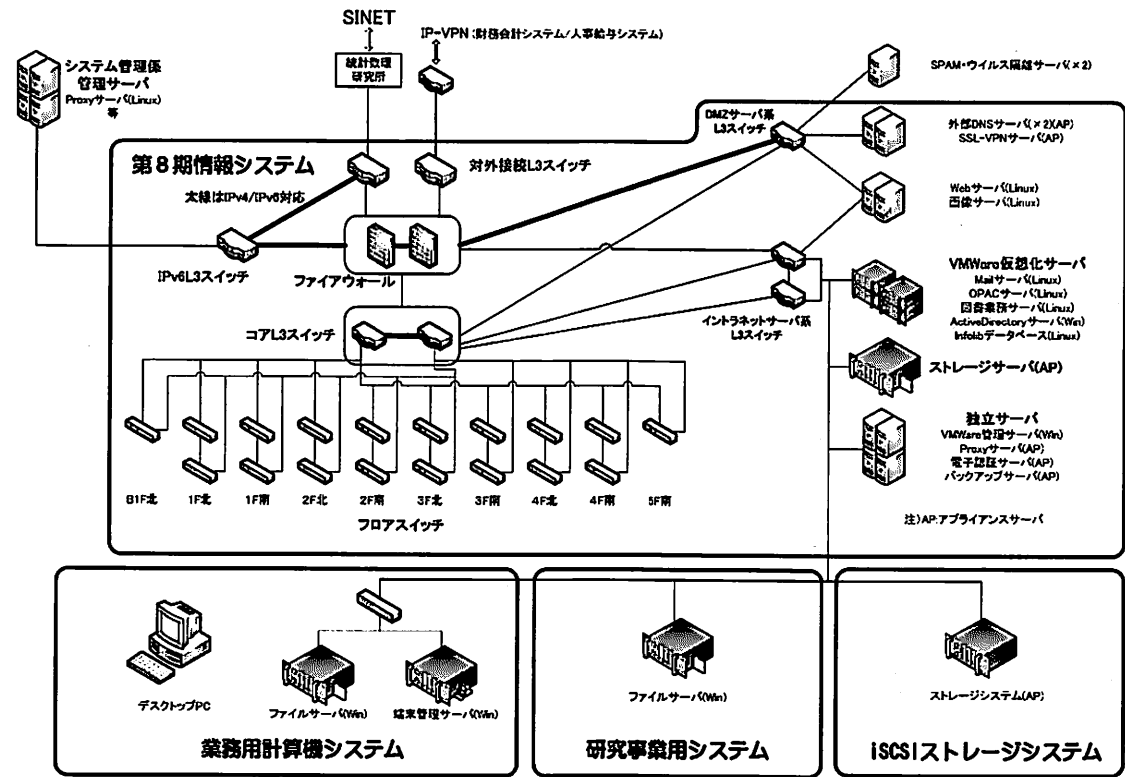 SINET
IP-VPN:(財務会計システム/人事給与システム)
統計数理
研究所
システム管理係
管理サーバ
Proxyサーバ(Linux)
等
SPAM・ウイルス隔離サーバ(×2)
DMZサーバ系
L3スイッチ
外部DNSサーバ(×2)(AP)
SSL-VPNサーバ(AP)
第8期情報システム
対外接続L3スイッチ
太線はIPv4/IPv6対応
Webサーバ(Linux)
画像サーバ(Linux)
IPv6L3スイッチ
ファイアウォール
VMWare仮想化サーバ
Mailサーバ(Linux)
OPACサーバ(Linux)
図書業務サーバ(Linux)
ActiveDirectoryサーバ(Win)
Infolibデータベース(Linux)
イントラネットサーバ系
L3スイッチ
コアL3スイッチ
ストレージサーバ(AP)
独立サーバ
VMWare管理サーバ(Win)
Proxyサーバ(AP)
電子認証サーバ(AP)
バックアップサーバ(AP)
B1F北 1F北 1F南 2F北 2F南 3F北 3F南 4F北 4F南 5F南
フロアスイッチ
注)AP:アプライアンスサーバ
デスクトップPC
ファイルサーバ(Win)
端末管理サーバ(Win)
業務用計算機システム
ファイルサーバ(Win)
研究事業用システム
ストレージシステム(AP)
iSCSIストレージシステム